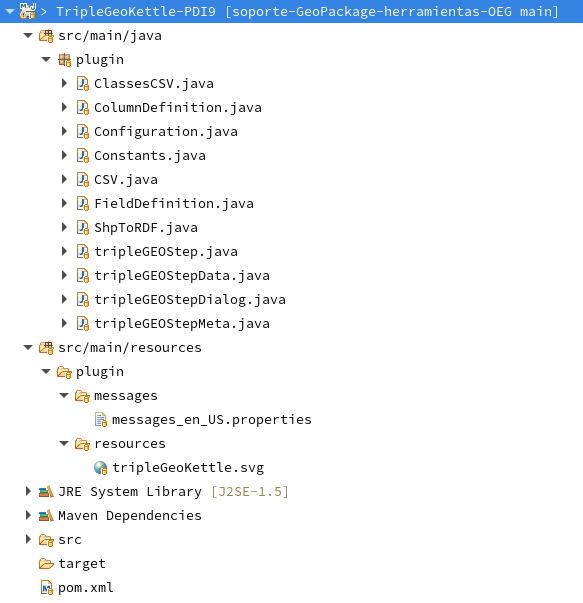 > TripleGeoKettle-PDI9 [soporte-GeoPackage-herramientas-OEG main]
src/main/java
plugin
ClassesCSV.java
ColumnDefinition.java
Configuration.java
Constants.java
CSV.java
FieldDefinition.java
ShpToRDF.java
tripleGEOStep.java
tripleGEOStepData.java
tripleGEOStepDialog.java
tripleGEOStepMeta.java
src/main/resources
plugin
messages
messages_en_US.properties
resources
tripleGeoKettle.svg
JRE System Library [J2SE-1.5]
Maven Dependencies
src
target
pom.xml